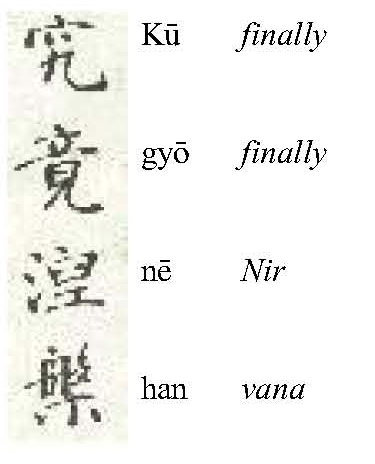 究 Kū finally
竟 gyō finally
涅 nē Nir
槃 han vana